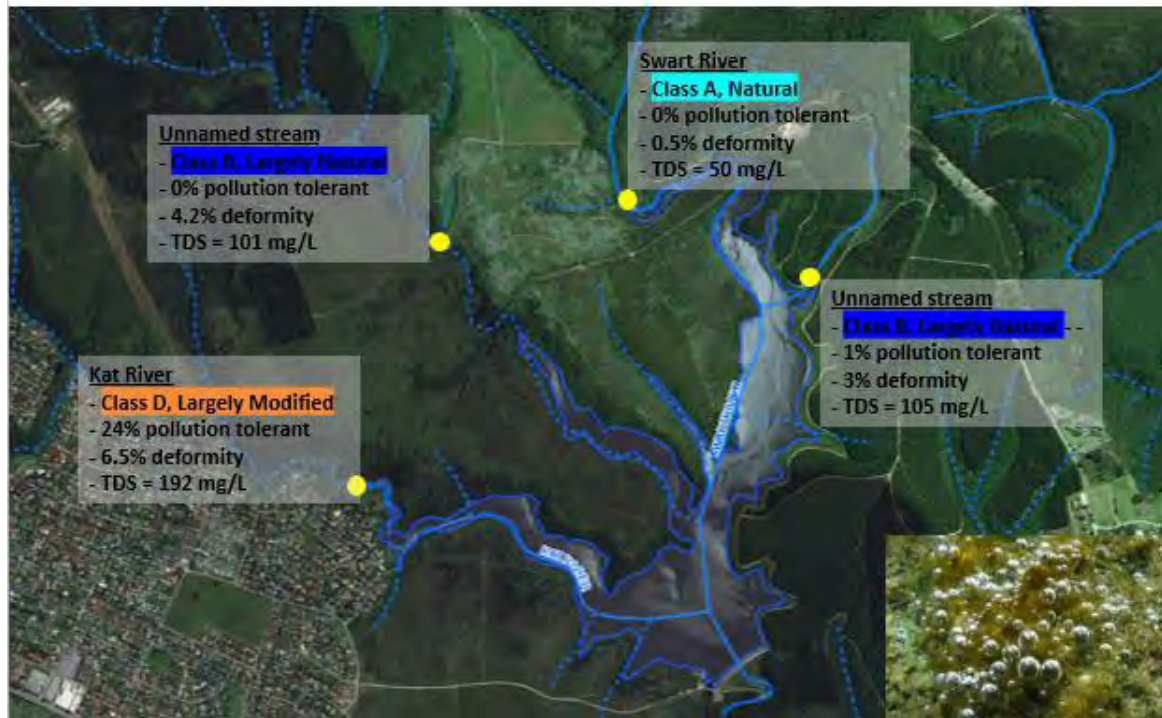 Swart River
- Class A, Natural
- 0% pollution tolerant
- 0.5% deformity
- TDS = 50 mg/L
Unnamed stream
- Class B, Largely Natural
- 0% pollution tolerant
- 4.2% deformity
- TDS = 101 mg/L
Unnamed stream
- Class B, Largely Natural - -
- 1% pollution tolerant
- 3% deformity
- TDS = 105 mg/L
Kat River
- Class D, Largely Modified
- 24% pollution tolerant
- 6.5% deformity
- TDS = 192 mg/L